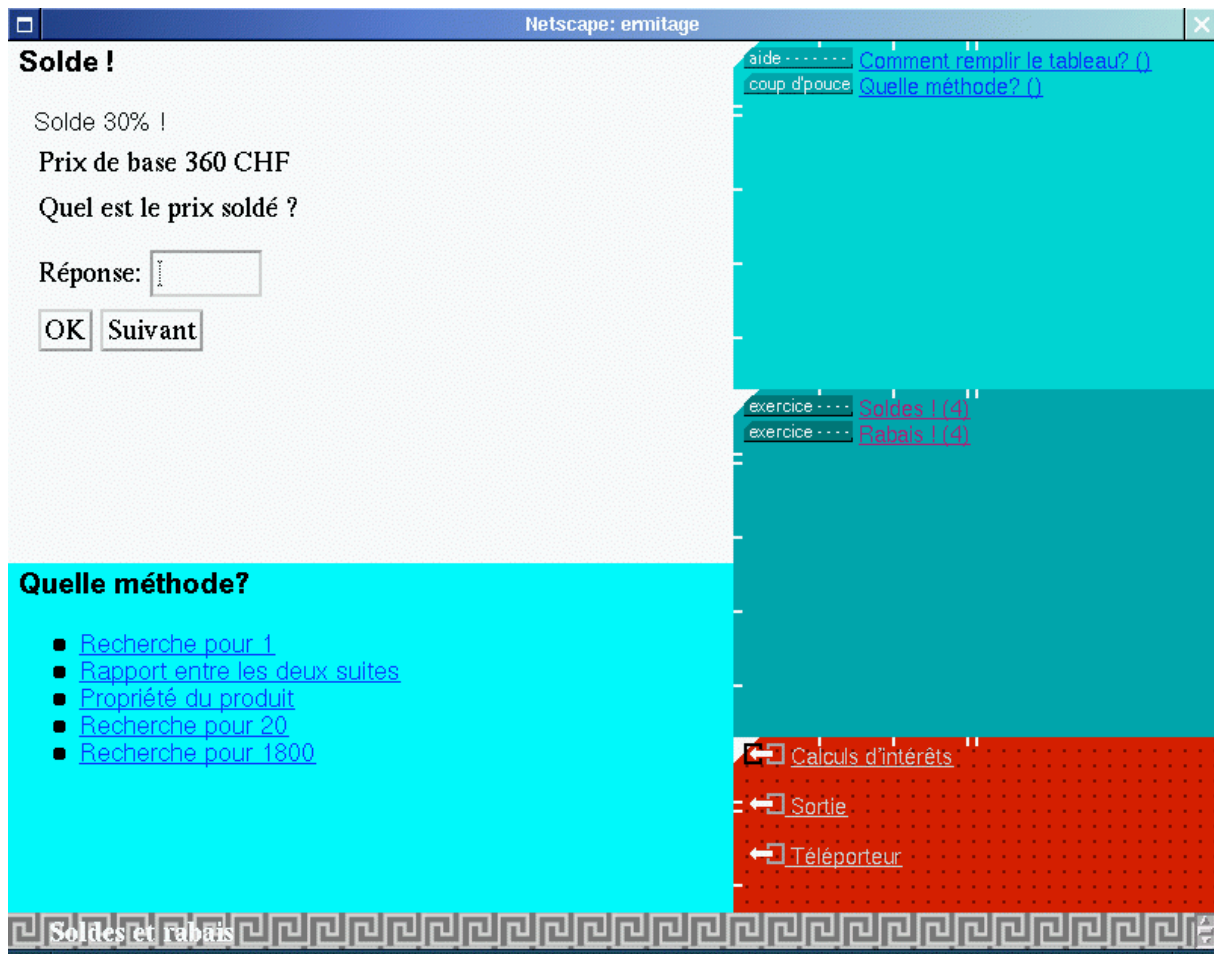 Netscape: ermitage
Solde !
Solde 30% !
Prix de base 360 CHF
Quel est le prix soldé ?
Réponse:
OK Suivant
Quelle méthode?
Recherche pour 1
Rapport entre les deux suites
Propriété du produit
Recherche pour 20
Recherche pour 1800
aide Comment remplir le tableau? ()
coup d'pouce Quelle méthode? ()
exercice Soldes ! (4)
exercice Rabais ! (4)
Calculs d'intérêts
Sortie
Téléporteur
Soldes et rabais